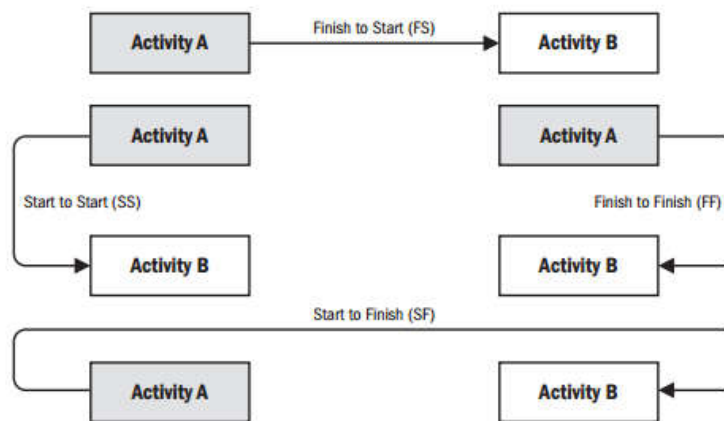 Activity A
Finish to Start (FS)
Activity B
Activity A
Activity A
Start to Start (SS)
Finish to Finish (FF)
Activity B
Activity B
Start to Finish (SF)
Activity A
Activity B